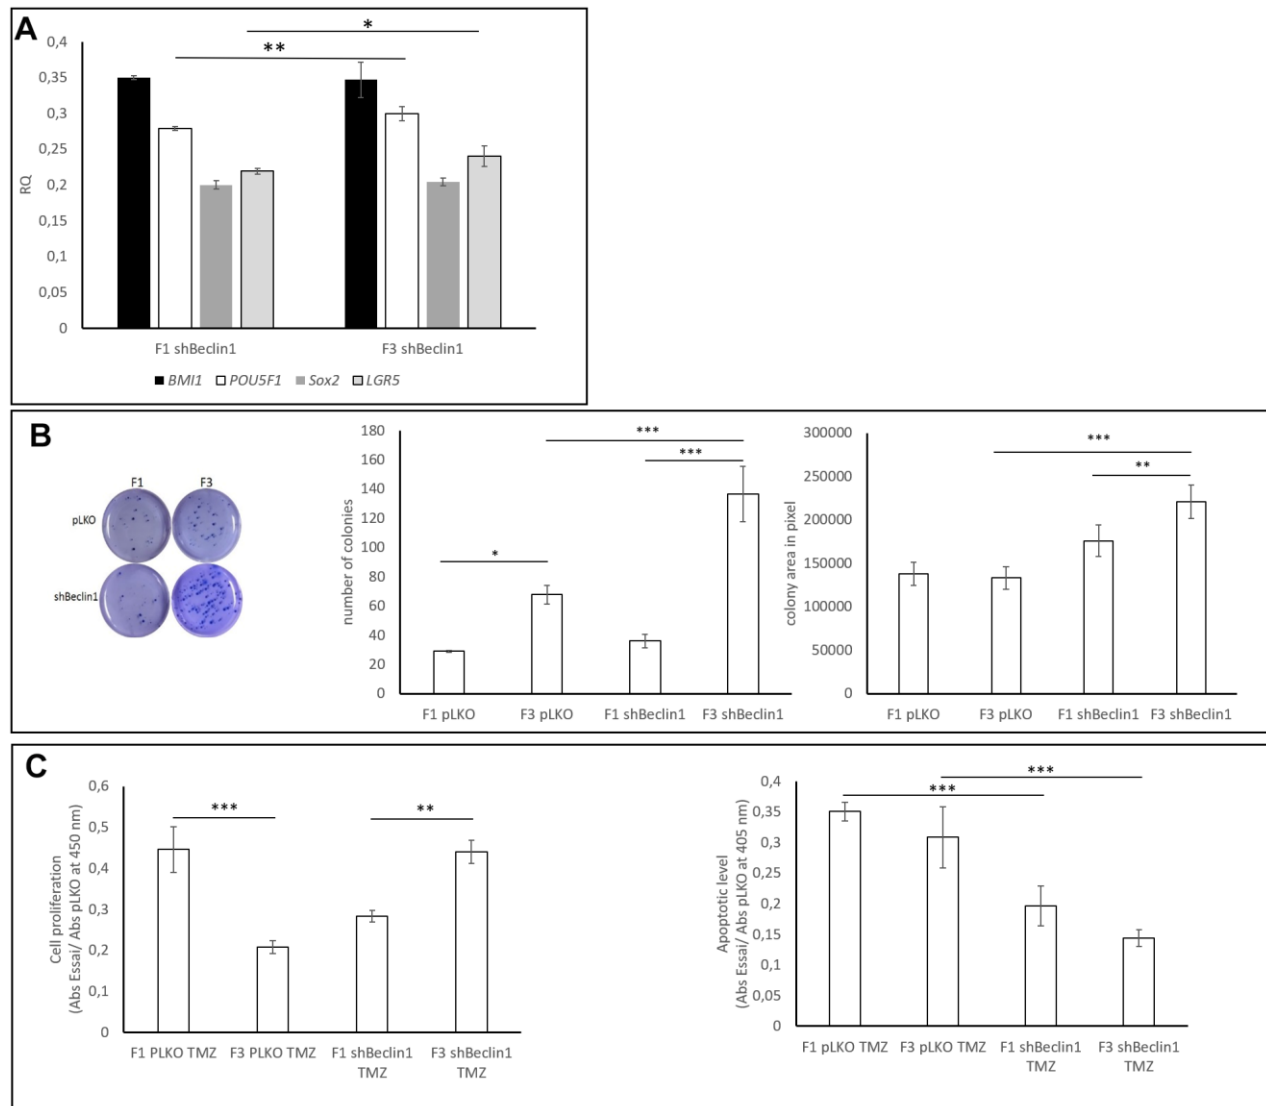 A
*
**
0,4
0,35
0,3
0,25
0,2
0,15
0,1
0,05
0
RQ
F1 shBeclin1
F3 shBeclin1
BMI1 POU5F1 Sox2 LGR5
B
F1 F3
pLKO
shBeclin1
180
160
140
120
100
80
60
40
20
0
number of colonies
***
***
*
F1 pLKO F3 pLKO F1 shBeclin1 F3 shBeclin1
300000
250000
200000
150000
100000
50000
0
colony area in pixel
***
**
F1 pLKO F3 pLKO F1 shBeclin1 F3 shBeclin1
C
0,6
0,5
0,4
0,3
0,2
0,1
0
Cell proliferation
(Abs Essai/ Abs pLKO at 450 nm)
***
**
F1 PLKO TMZ F3 PLKO TMZ F1 shBeclin1 F3 shBeclin1
TMZ TMZ
0,4
0,35
0,3
0,25
0,2
0,15
0,1
0,05
0
Apoptotic level
(Abs Essai/ Abs pLKO at 405 nm)
***
***
F1 pLKO TMZ F3 pLKO TMZ F1 shBeclin1 F3 shBeclin1
TMZ TMZ